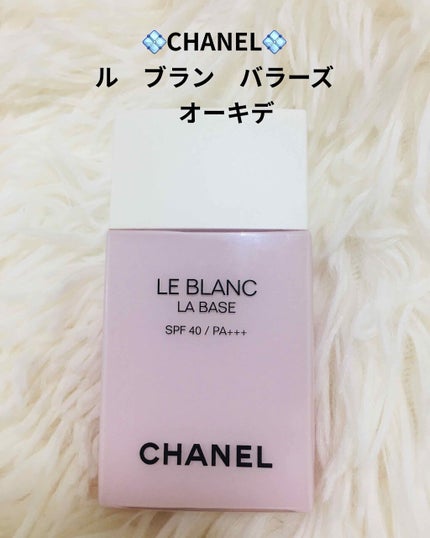 💠CHANEL💠
ル　ブラン　バラーズ
オーキデ
LE BLANC
LA BASE
SPF 40 / PA+++
CHANEL